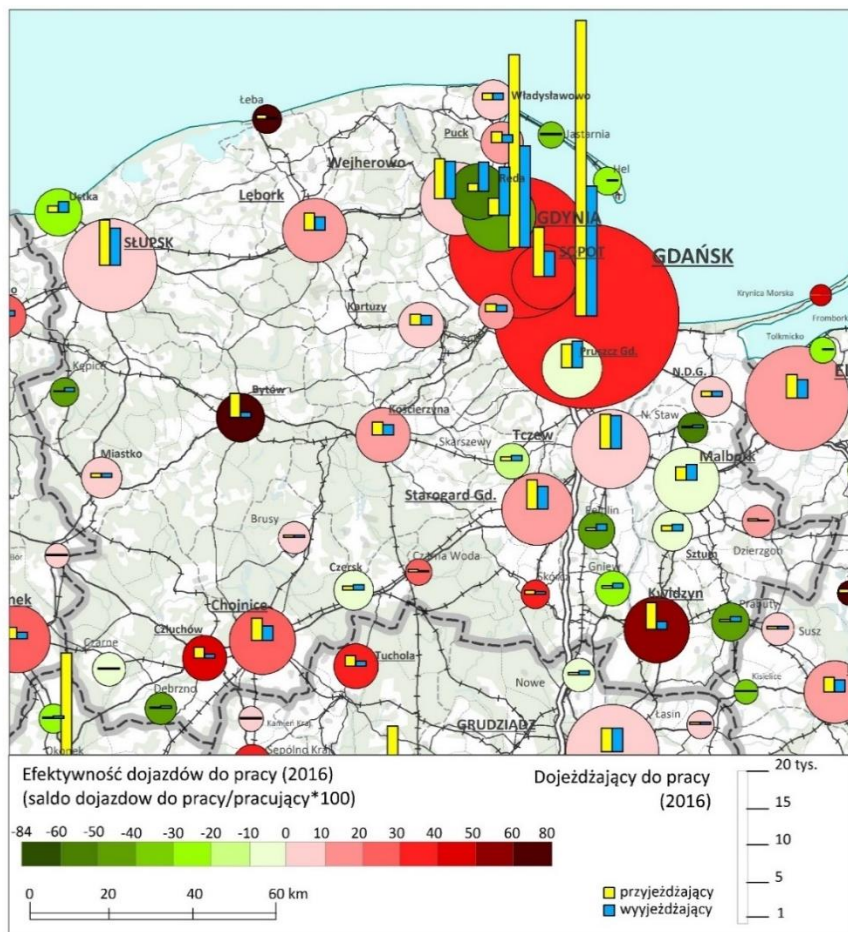 Władysławowo
Łeba
Puck
Jastarnia
Wejherowo
Hel
Reda
Ustka
Lębork
GDYNIA
SŁUPSK
SOPOT
GDAŃSK
Krynica Morska
Kartuzy
Frombork
Tolkmicko
Pruszcz Gd.
Kępice
N.D.G.
Bytów
Kościerzyna
N. Staw
Skarszewy
Tczew
Miastko
Malbork
Starogard Gd.
Pelplin
Brusy
Dzierzgoń
Sztum
Czarna Woda
Czersk
Gniew
Skórcz
Chojnice
Kwidzyn
Prabuty
Człuchów
Susz
Czarne
Tuchola
Debrzno
Nowe
Kisielice
Kamień Kraj.
Łasin
GRUDZIĄDZ
Okonek
Sępólno Kraj.
Efektywność dojazdów do pracy (2016)
(saldo dojazdow do pracy/pracujący*100)
-84 -60 -50 -40 -30 -20 -10 0 10 20 30 40 50 60 80
0 20 40 60 km
Dojeżdżający do pracy
(2016)
20 tys.
15
10
5
1
przyjeżdżający
wyyjeżdżający